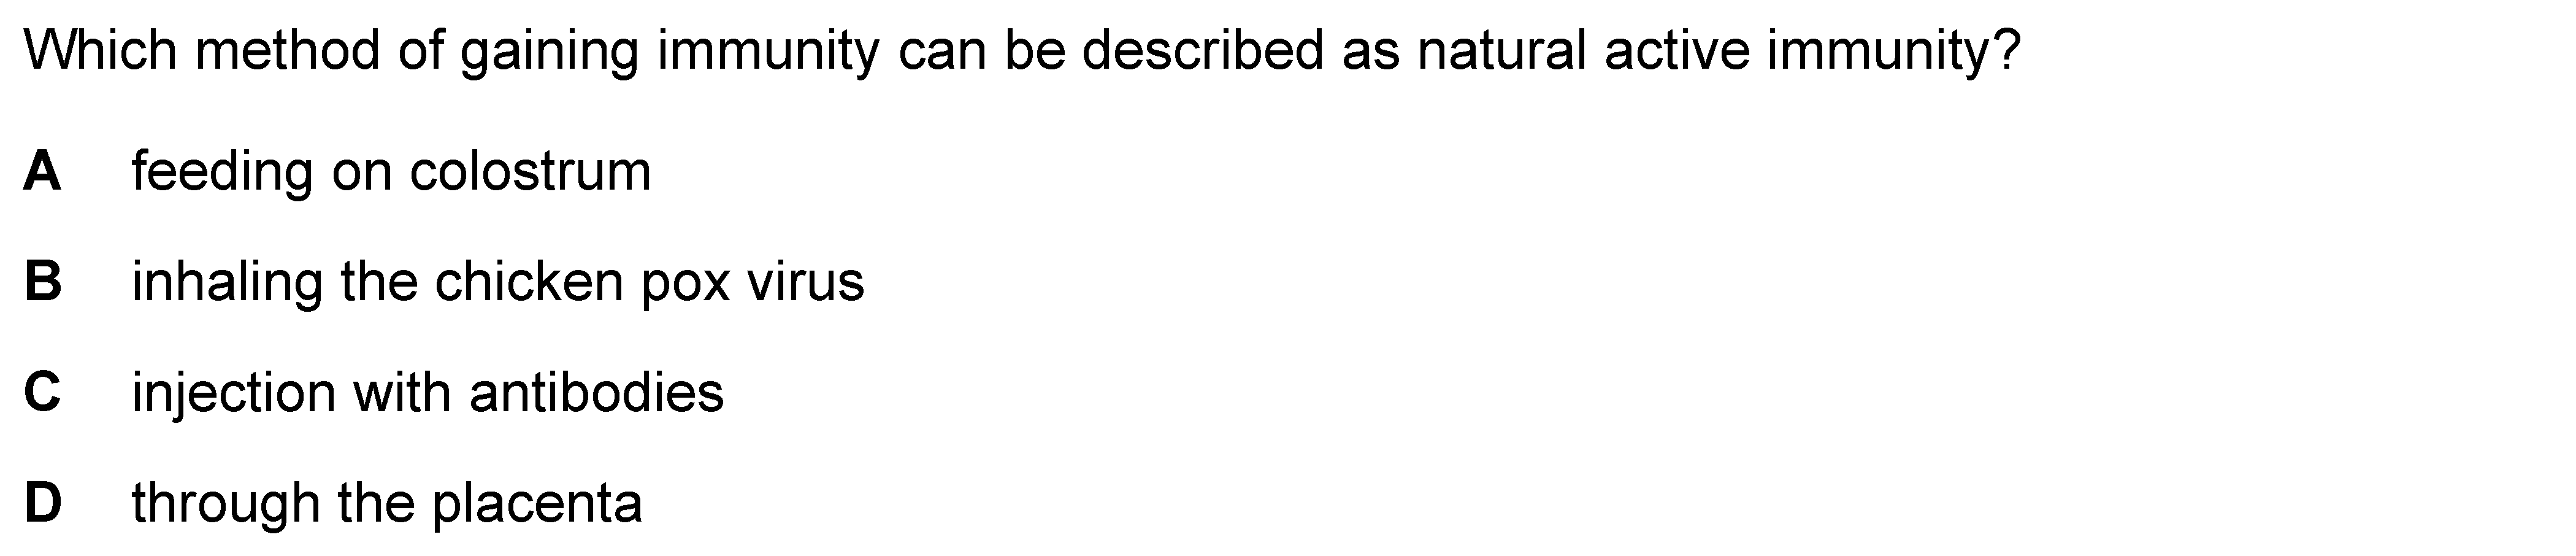 Which method of gaining immunity can be described as natural active immunity?
A feeding on colostrum
B inhaling the chicken pox virus
C injection with antibodies
D through the placenta